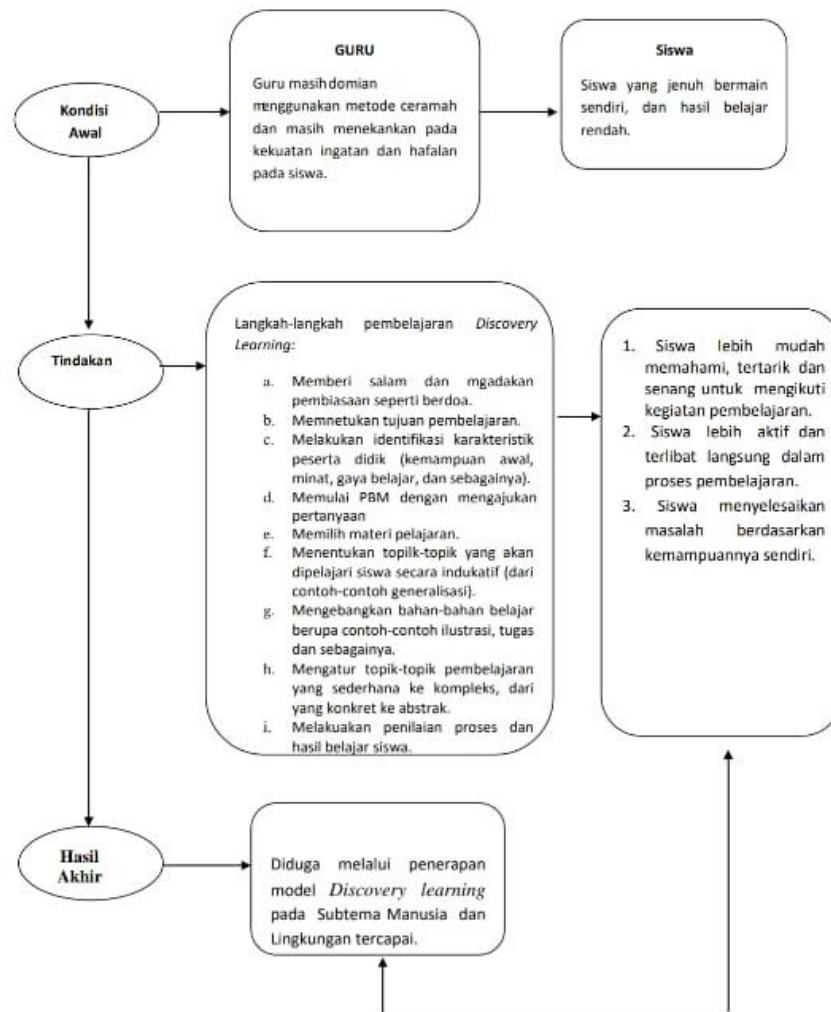 GURU
Guru masih domian
menggunakan metode ceramah
dan masih menekankan pada
kekuatan ingatan dan hafalan
pada siswa.
Siswa
Siswa yang jenuh bermain
sendiri, dan hasil belajar
rendah.
Kondisi
Awal
Tindakan
Langkah-langkah pembelajaran Discovery
Learning:
a. Memberi salam dan mgadakan
pembiasaan seperti berdoa.
b. Memnetukan tujuan pembelajaran.
c. Melakukan identifikasi karakteristik
peserta didik (kemampuan awal,
minat, gaya belajar, dan sebagainya).
d. Memulai PBM dengan mengajukan
pertanyaan
e. Memilih materi pelajaran.
f. Menentukan topilk-topik yang akan
dipelajari siswa secara indukatif (dari
contoh-contoh generalisasi).
g. Mengebangkan bahan-bahan belajar
berupa contoh-contoh ilustrasi, tugas
dan sebagainya.
h. Mengatur topik-topik pembelajaran
yang sederhana ke kompleks, dari
yang konkret ke abstrak.
i. Melakuakan penilaian proses dan
hasil belajar siswa.
1. Siswa lebih mudah
memahami, tertarik dan
senang untuk mengikuti
kegiatan pembelajaran.
2. Siswa lebih aktif dan
terlibat langsung dalam
proses pembelajaran.
3. Siswa menyelesaikan
masalah berdasarkan
kemampuannya sendiri.
Hasil
Akhir
Diduga melalui penerapan
model Discovery learning
pada Subtema Manusia dan
Lingkungan tercapai.